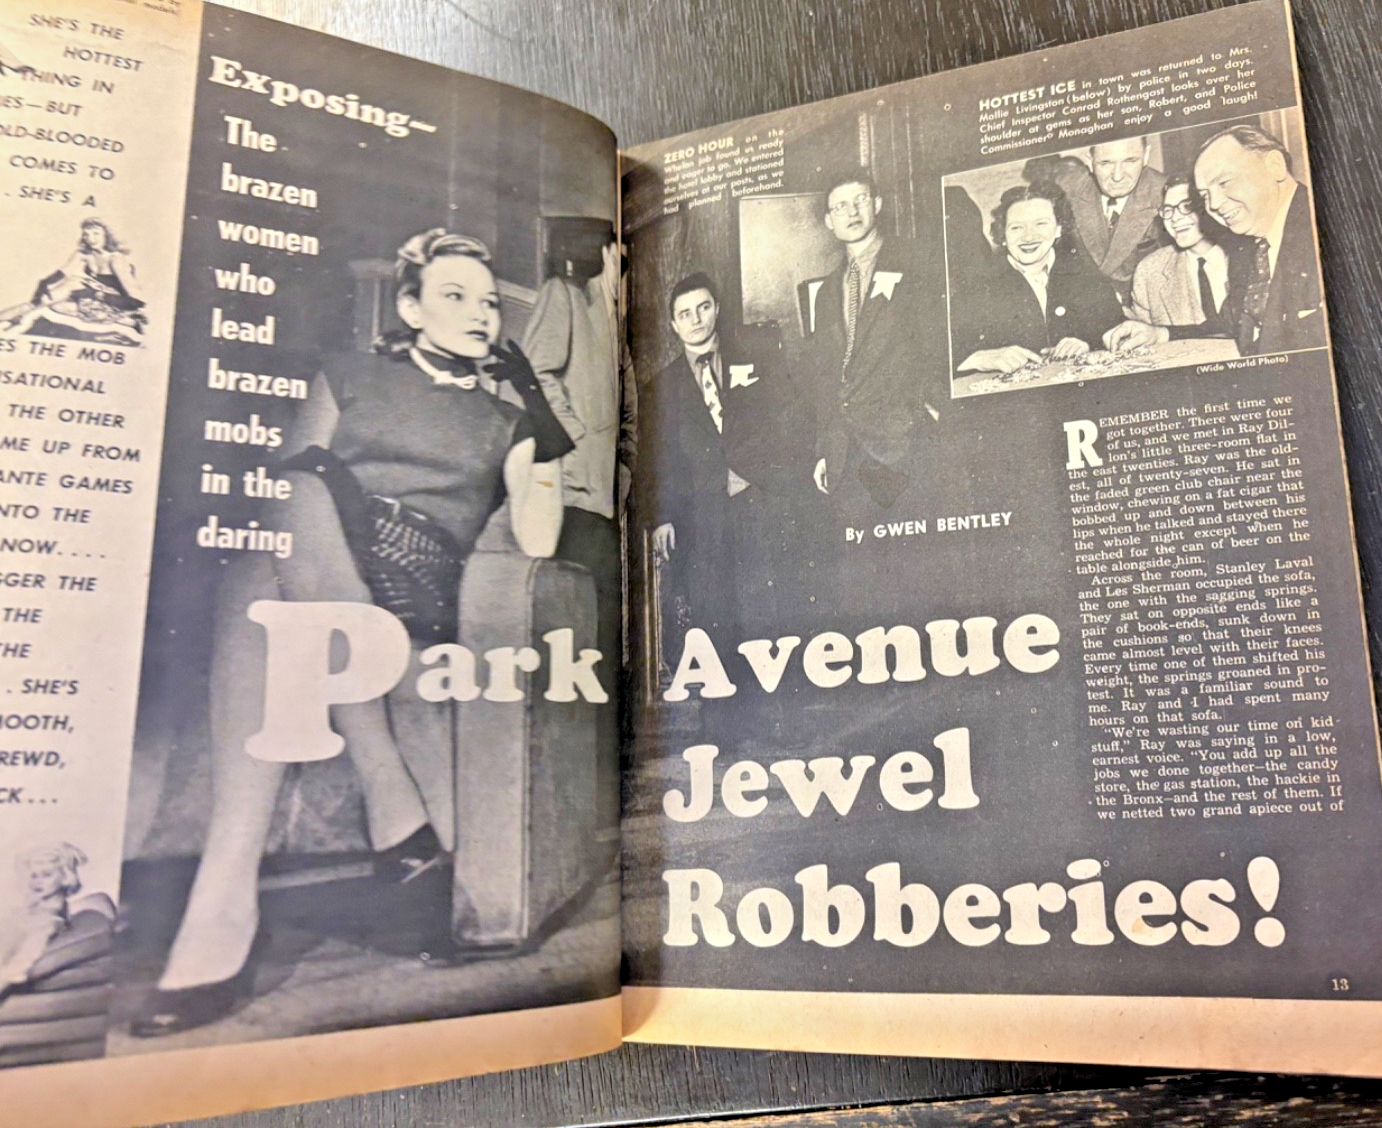 models!
SHE'S THE
HOTTEST
THING IN
IES—BUT
OLD-BLOODED
COMES TO
. SHE'S A
ES THE MOB
ISATIONAL
THE OTHER
ME UP FROM
ANTE GAMES
NTO THE
NOW....
GGER THE
THE
THE
. SHE'S
MOOTH,
REWD,
CK...
Exposing—
The
brazen
women
who
lead
brazen
mobs
in the
daring
Park
Avenue
Jewel
Robberies!
By GWEN BENTLEY
ZERO HOUR on the
Whelan job found us ready
and eager to go. We entered
the hotel lobby and stationed
ourselves at our posts, as we
had planned beforehand.
HOTTEST ICE in town was returned to Mrs.
Mollie Livingston (below) by police in two days.
Chief Inspector Conrad Rothengast looks over her
shoulder at gems as her son, Robert, and Police
Commissioner Monaghan enjoy a good laugh!
(Wide World Photo)
REMEMBER the first time we
got together. There were four
of us, and we met in Ray Dil-
lon's little three-room flat in
the east twenties. Ray was the old-
est, all of twenty-seven. He sat in
the faded green club chair near the
window, chewing on a fat cigar that
bobbed up and down between his
lips when he talked and stayed there
the whole night except when he
reached for the can of beer on the
table alongside him.
Across the room, Stanley Laval
and Les Sherman occupied the sofa,
the one with the sagging springs.
They sat on opposite ends like a
pair of book-ends, sunk down in
the cushions so that their knees
came almost level with their faces.
Every time one of them shifted his
weight, the springs groaned in pro-
test. It was a familiar sound to
me. Ray and I had spent many
hours on that sofa.
"We're wasting our time on kid-
stuff," Ray was saying in a low,
earnest voice. "You add up all the
jobs we done together—the candy
store, the gas station, the hackie in
the Bronx—and the rest of them. If
we netted two grand apiece out of
13